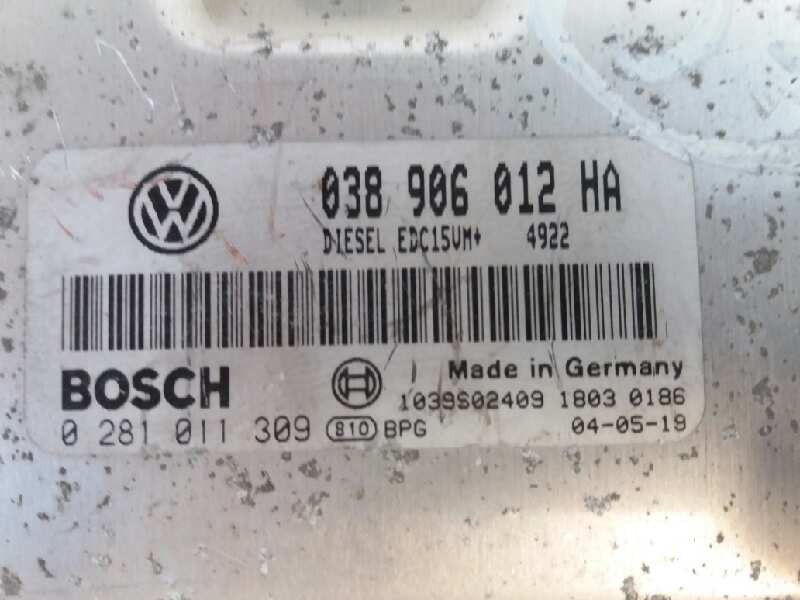 038 906 012 HA
DIESEL EDC15VM+ 4922
BOSCH
Made in Germany
1039S02409 1803 0186
0 281 011 309 810 BPG 04-05-19